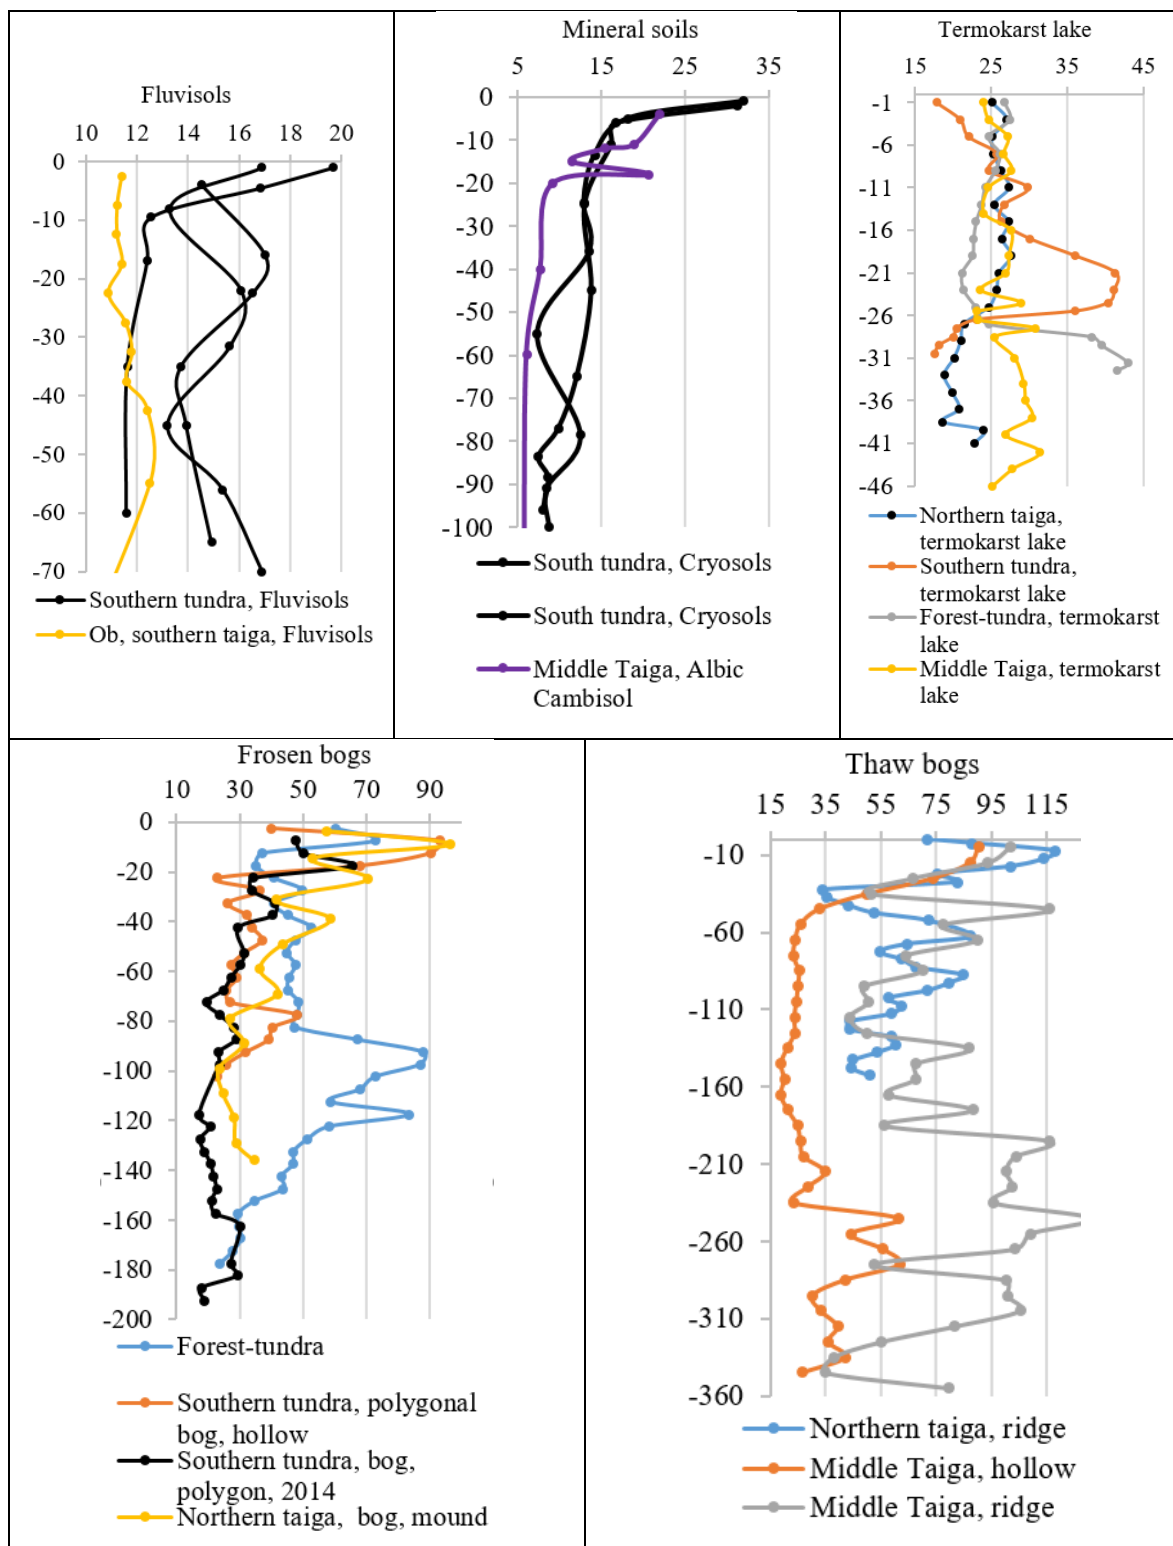 Fluvisols
10 12 14 16 18 20
0
-10
-20
-30
-40
-50
-60
-70
Southern tundra, Fluvisols
Ob, southern taiga, Fluvisols
Mineral soils
5 15 25 35
0
-10
-20
-30
-40
-50
-60
-70
-80
-90
-100
South tundra, Cryosols
South tundra, Cryosols
Middle Taiga, Albic
Cambisol
Termokarst lake
15 25 35 45
-1
-6
-11
-16
-21
-26
-31
-36
-41
-46
Northern taiga,
termokarst lake
Southern tundra,
termokarst lake
Forest-tundra, termokarst
lake
Middle Taiga, termokarst
lake
Frosen bogs
10 30 50 70 90
0
-20
-40
-60
-80
-100
-120
-140
-160
-180
-200
Forest-tundra
Southern tundra, polygonal
bog, hollow
Southern tundra, bog,
polygon, 2014
Northern taiga, bog, mound
Thaw bogs
15 35 55 75 95 115
-10
-60
-110
-160
-210
-260
-310
-360
Northern taiga, ridge
Middle Taiga, hollow
Middle Taiga, ridge